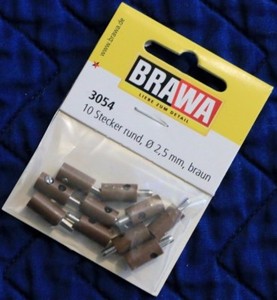 www.brawa.de
BRAWA
LIEBE ZUM DETAIL
3054
10 Stecker rund, Ø 2,5 mm, braun